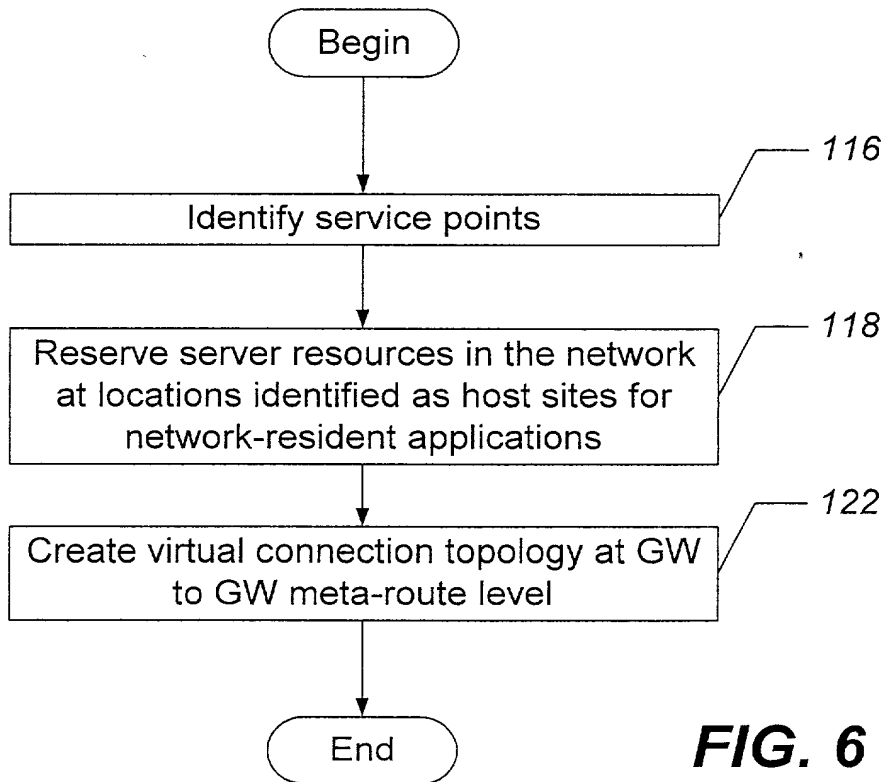 Begin
116
Identify service points
118
Reserve server resources in the network
at locations identified as host sites for
network-resident applications
122
Create virtual connection topology at GW
to GW meta-route level
End
FIG. 6